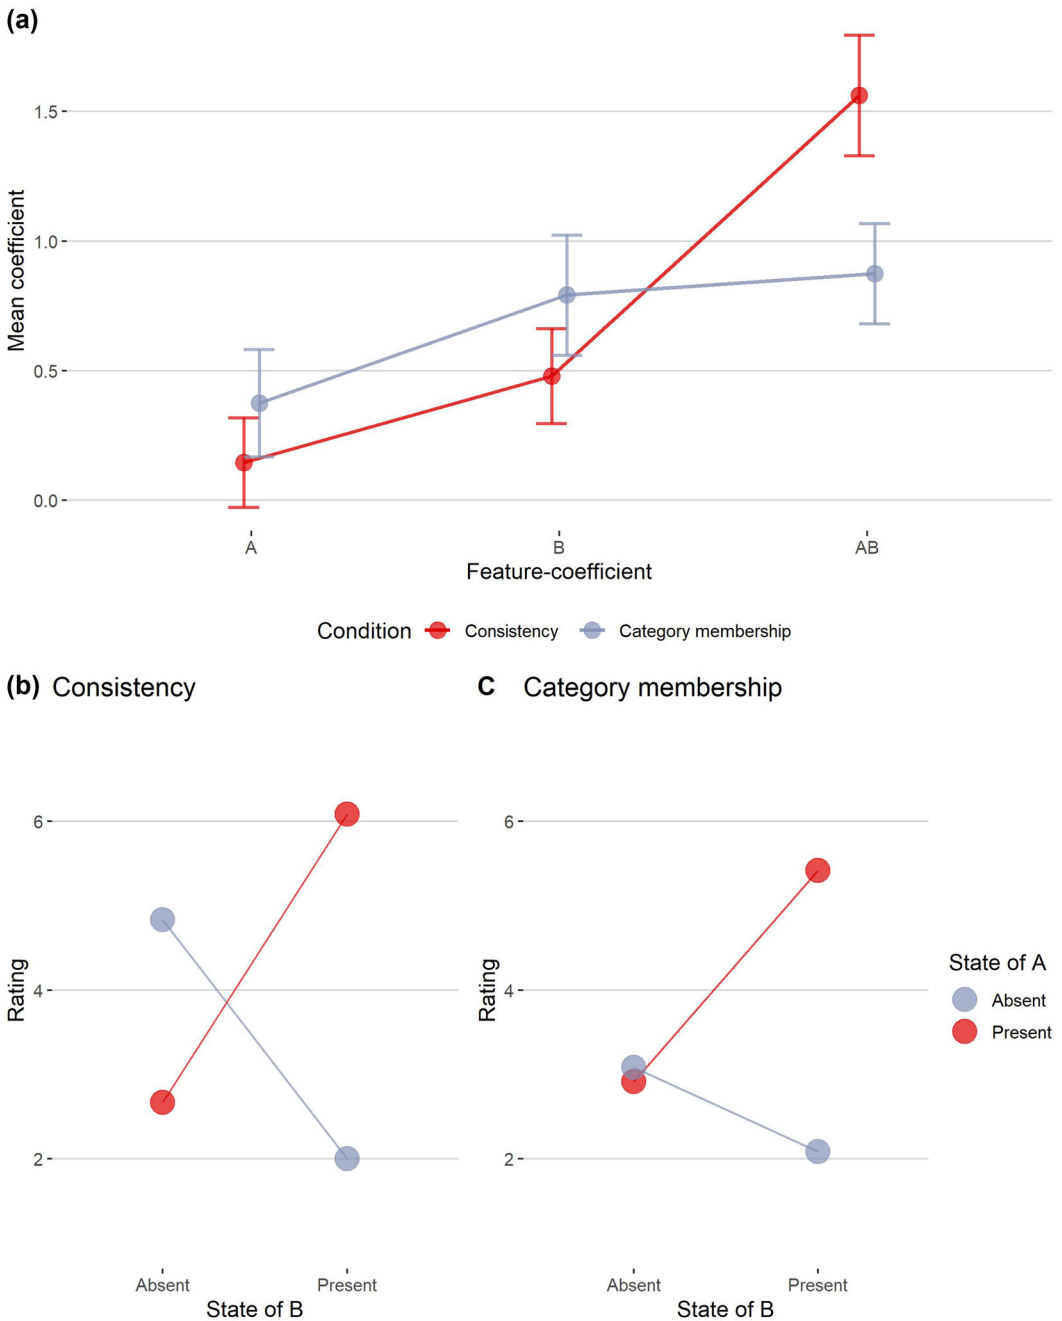 (a)
1.5
1.0
0.5
0.0
Mean coefficient
A B AB
Feature-coefficient
Condition Consistency Category membership
(b) Consistency
6
4
2
Rating
Absent Present
State of B
C Category membership
6
4
2
Rating
Absent Present
State of B
State of A
Absent
Present